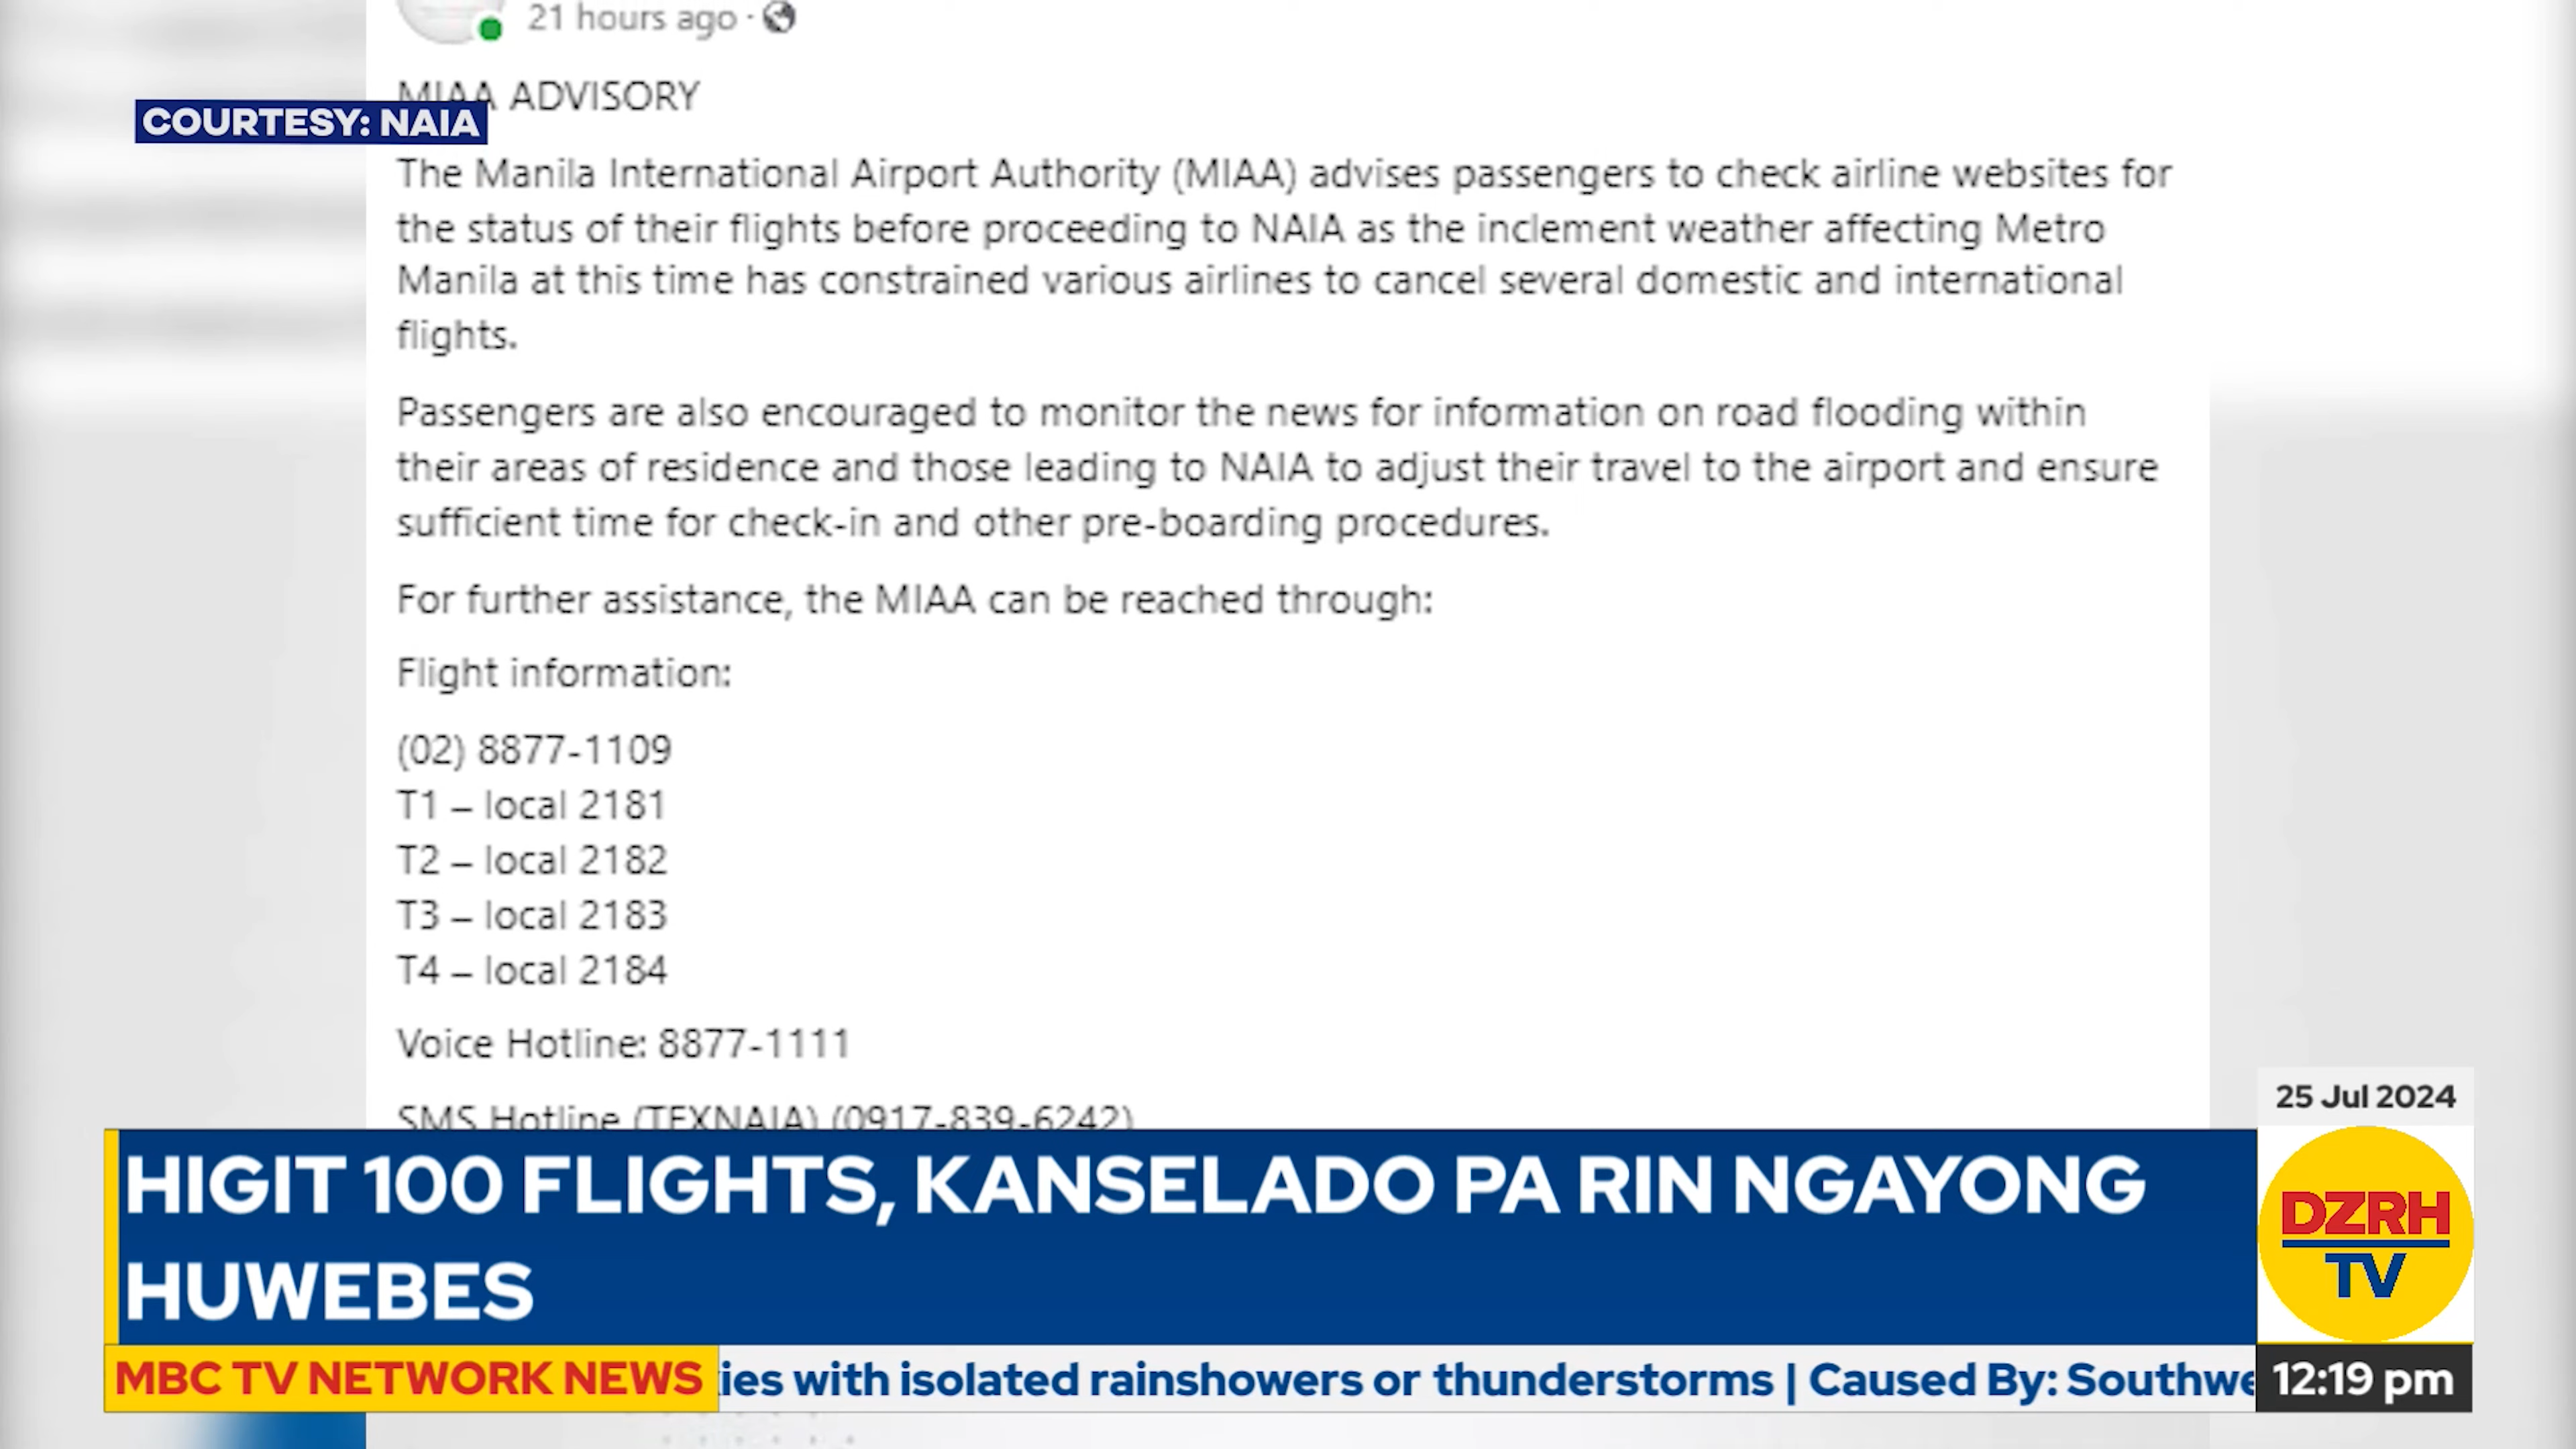 21 hours ago ·
MIAA ADVISORY
COURTESY: NAIA
The Manila International Airport Authority (MIAA) advises passengers to check airline websites for
the status of their flights before proceeding to NAIA as the inclement weather affecting Metro
Manila at this time has constrained various airlines to cancel several domestic and international
flights.
Passengers are also encouraged to monitor the news for information on road flooding within
their areas of residence and those leading to NAIA to adjust their travel to the airport and ensure
sufficient time for check-in and other pre-boarding procedures.
For further assistance, the MIAA can be reached through:
Flight information:
(02) 8877-1109
T1 – local 2181
T2 – local 2182
T3 – local 2183
T4 – local 2184
Voice Hotline: 8877-1111
SMS Hotline (TEXNAIA) (0917-839-6242)
25 Jul 2024
HIGIT 100 FLIGHTS, KANSELADO PA RIN NGAYONG
HUWEBES
DZRH
TV
MBC TV NETWORK NEWS
ies with isolated rainshowers or thunderstorms | Caused By: Southwe
12:19 pm